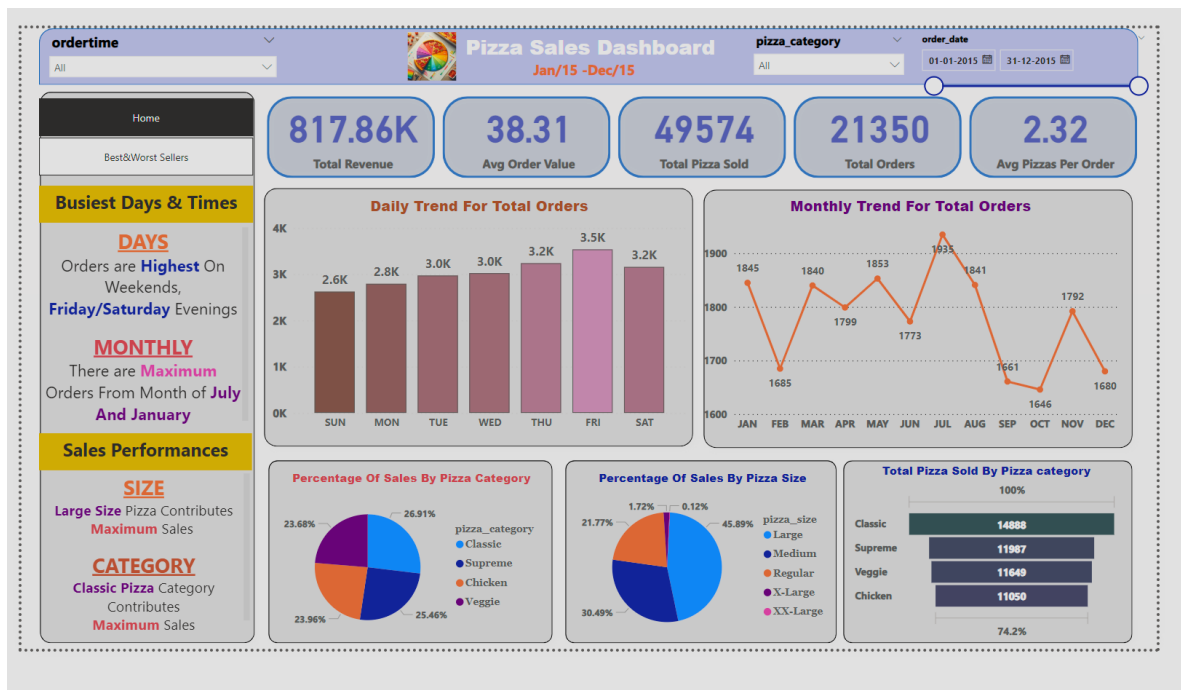 ordertime
All
Pizza Sales Dashboard
Jan/15 -Dec/15
pizza_category
All
order_date
01-01-2015
31-12-2015
Home
Best&Worst Sellers
Busiest Days & Times
DAYS
Orders are Highest On
Weekends,
Friday/Saturday Evenings
MONTHLY
There are Maximum
Orders From Month of July
And January
Sales Performances
SIZE
Large Size Pizza Contributes
Maximum Sales
CATEGORY
Classic Pizza Category
Contributes
Maximum Sales
817.86K
Total Revenue
38.31
Avg Order Value
49574
Total Pizza Sold
21350
Total Orders
2.32
Avg Pizzas Per Order
Daily Trend For Total Orders
4K
3K
2K
1K
0K
2.6K
2.8K
3.0K
3.0K
3.2K
3.5K
3.2K
SUN MON TUE WED THU FRI SAT
Monthly Trend For Total Orders
1900
1800
1700
1600
1845
1685
1840
1799
1853
1773
1935
1841
1661
1646
1792
1680
JAN FEB MAR APR MAY JUN JUL AUG SEP OCT NOV DEC
Percentage Of Sales By Pizza Category
26.91%
25.46%
23.96%
23.68%
pizza_category
Classic
Supreme
Chicken
Veggie
Percentage Of Sales By Pizza Size
1.72%
0.12%
21.77%
45.89%
30.49%
pizza_size
Large
Medium
Regular
X-Large
XX-Large
Total Pizza Sold By Pizza category
100%
Classic 14888
Supreme 11987
Veggie 11649
Chicken 11050
74.2%